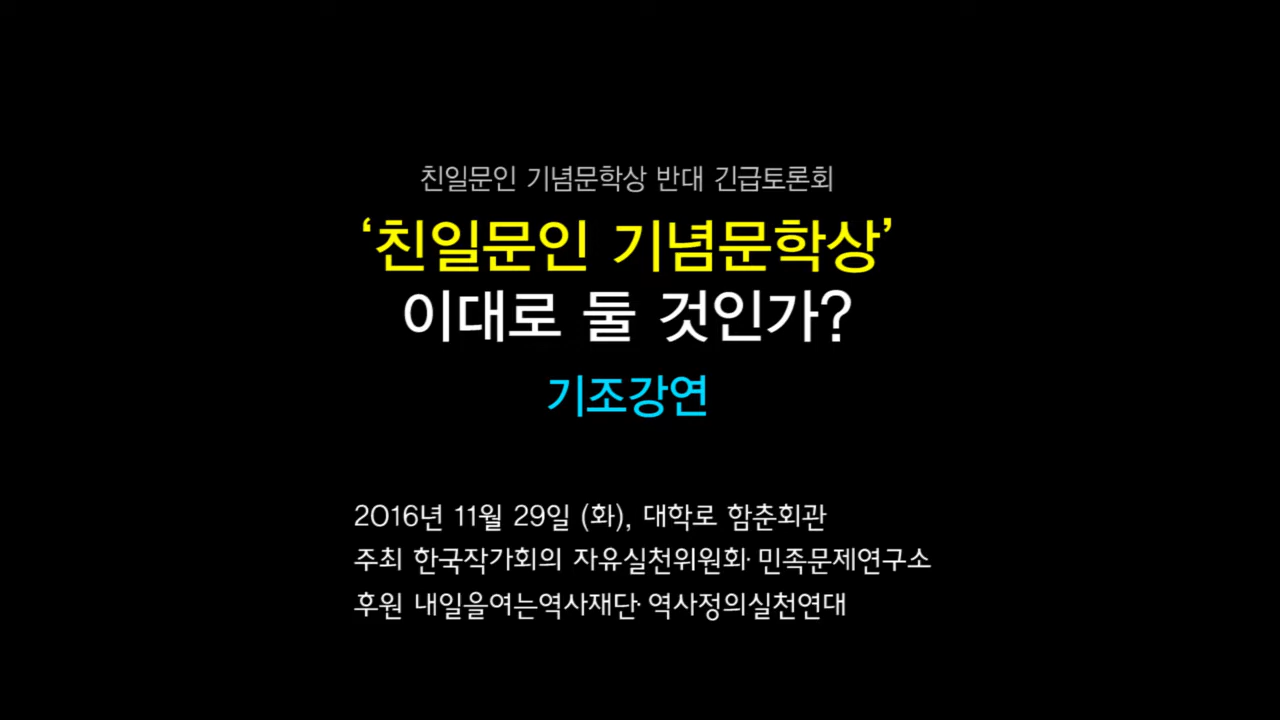 친일문인 기념문학상 반대 긴급토론회
‘친일문인 기념문학상’
이대로 둘 것인가?
기조강연
2016년 11월 29일 (화), 대학로 함춘회관
주최 한국작가회의 자유실천위원회·민족문제연구소
후원 내일을여는역사재단·역사정의실천연대